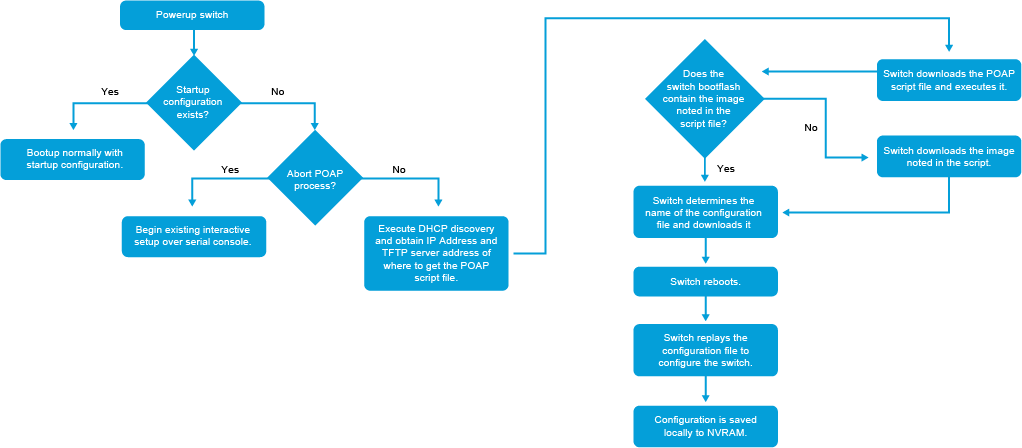 Powerup switch
Startup
configuration
exists?
Yes
No
Bootup normally with
startup configuration.
Abort POAP
process?
Yes
No
Begin existing interactive
setup over serial console.
Execute DHCP discovery
and obtain IP Address and
TFTP server address of
where to get the POAP
script file.
Switch downloads the POAP
script file and executes it.
Does the
switch bootflash
contain the image
noted in the
script file?
No
Yes
Switch downloads the image
noted in the script.
Switch determines the
name of the configuration
file and downloads it
Switch reboots.
Switch replays the
configuration file to
configure the switch.
Configuration is saved
locally to NVRAM.